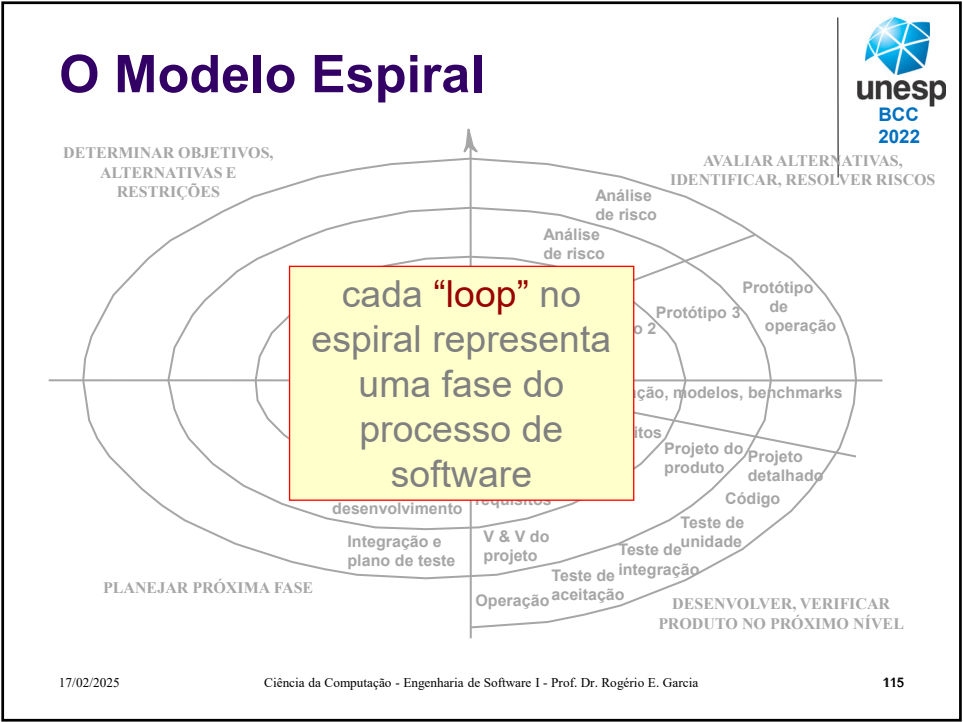 O Modelo Espiral
unesp
BCC
2022
DETERMINAR OBJETIVOS,
ALTERNATIVAS E
RESTRIÇÕES
AVALIAR ALTERNATIVAS,
IDENTIFICAR, RESOLVER RISCOS
Análise
de risco
Análise
de risco
cada “loop” no
espiral representa
uma fase do
processo de
software
Protótipo 3
Protótipo
de
operação
o 2
ção, modelos, benchmarks
itos
Projeto do
produto
Projeto
detalhado
Código
desenvolvimento
requisitos
Teste de
unidade
Integração e
plano de teste
V & V do
projeto
Teste de
integração
Teste de
aceitação
Operação
PLANEJAR PRÓXIMA FASE
DESENVOLVER, VERIFICAR
PRODUTO NO PRÓXIMO NÍVEL
17/02/2025
Ciência da Computação - Engenharia de Software I - Prof. Dr. Rogério E. Garcia
115